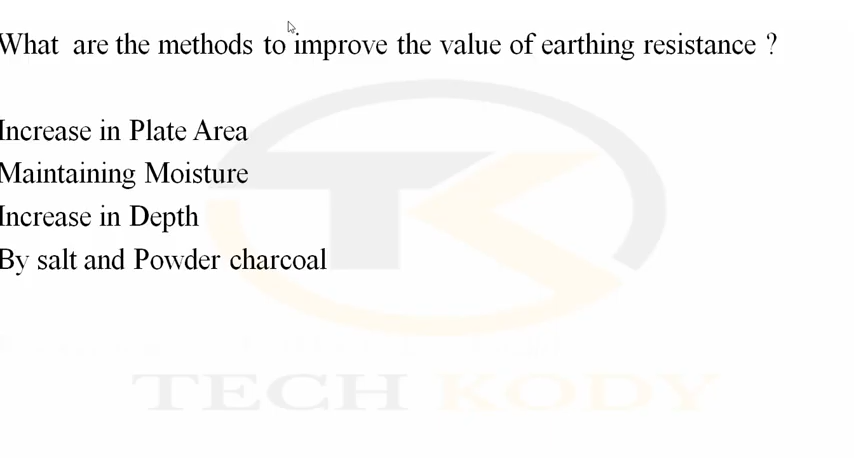 What are the methods to improve the value of earthing resistance ?
Increase in Plate Area
Maintaining Moisture
Increase in Depth
By salt and Powder charcoal
TECH KODY